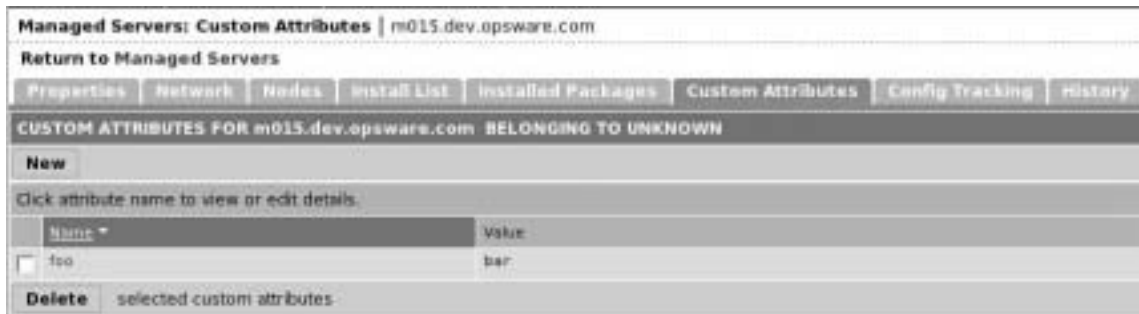 Managed Servers: Custom Attributes | m015.dev.opsware.com
Return to Managed Servers
Properties Network Nodes Install List Installed Packages Custom Attributes Config Tracking History
CUSTOM ATTRIBUTES FOR m015.dev.opsware.com BELONGING TO UNKNOWN
New
Click attribute name to view or edit details.
Name Value
foo bar
Delete selected custom attributes